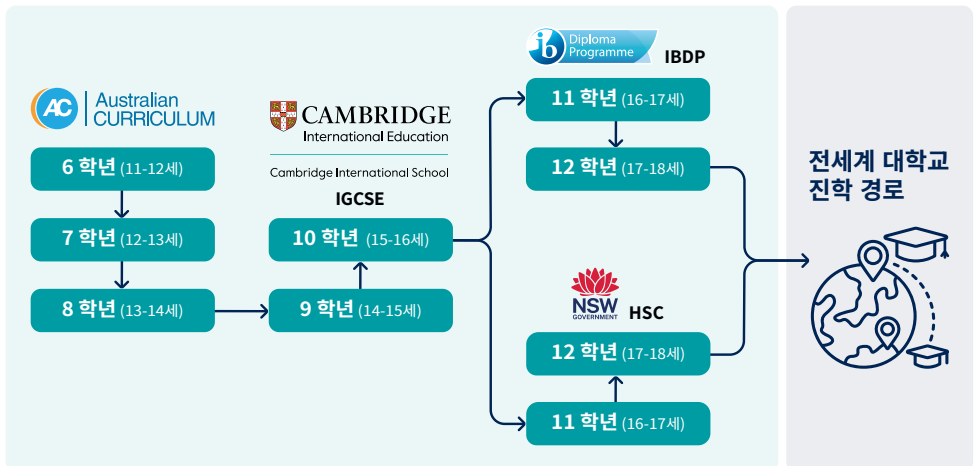 AC
Australian
CURRICULUM
6 학년 (11-12세)
7 학년 (12-13세)
8 학년 (13-14세)
CAMBRIDGE
International Education
Cambridge International School
IGCSE
10 학년 (15-16세)
9 학년 (14-15세)
ib
Diploma
Programme
IBDP
11 학년 (16-17세)
12 학년 (17-18세)
NSW
GOVERNMENT
HSC
12 학년 (17-18세)
11 학년 (16-17세)
전세계 대학교
진학 경로